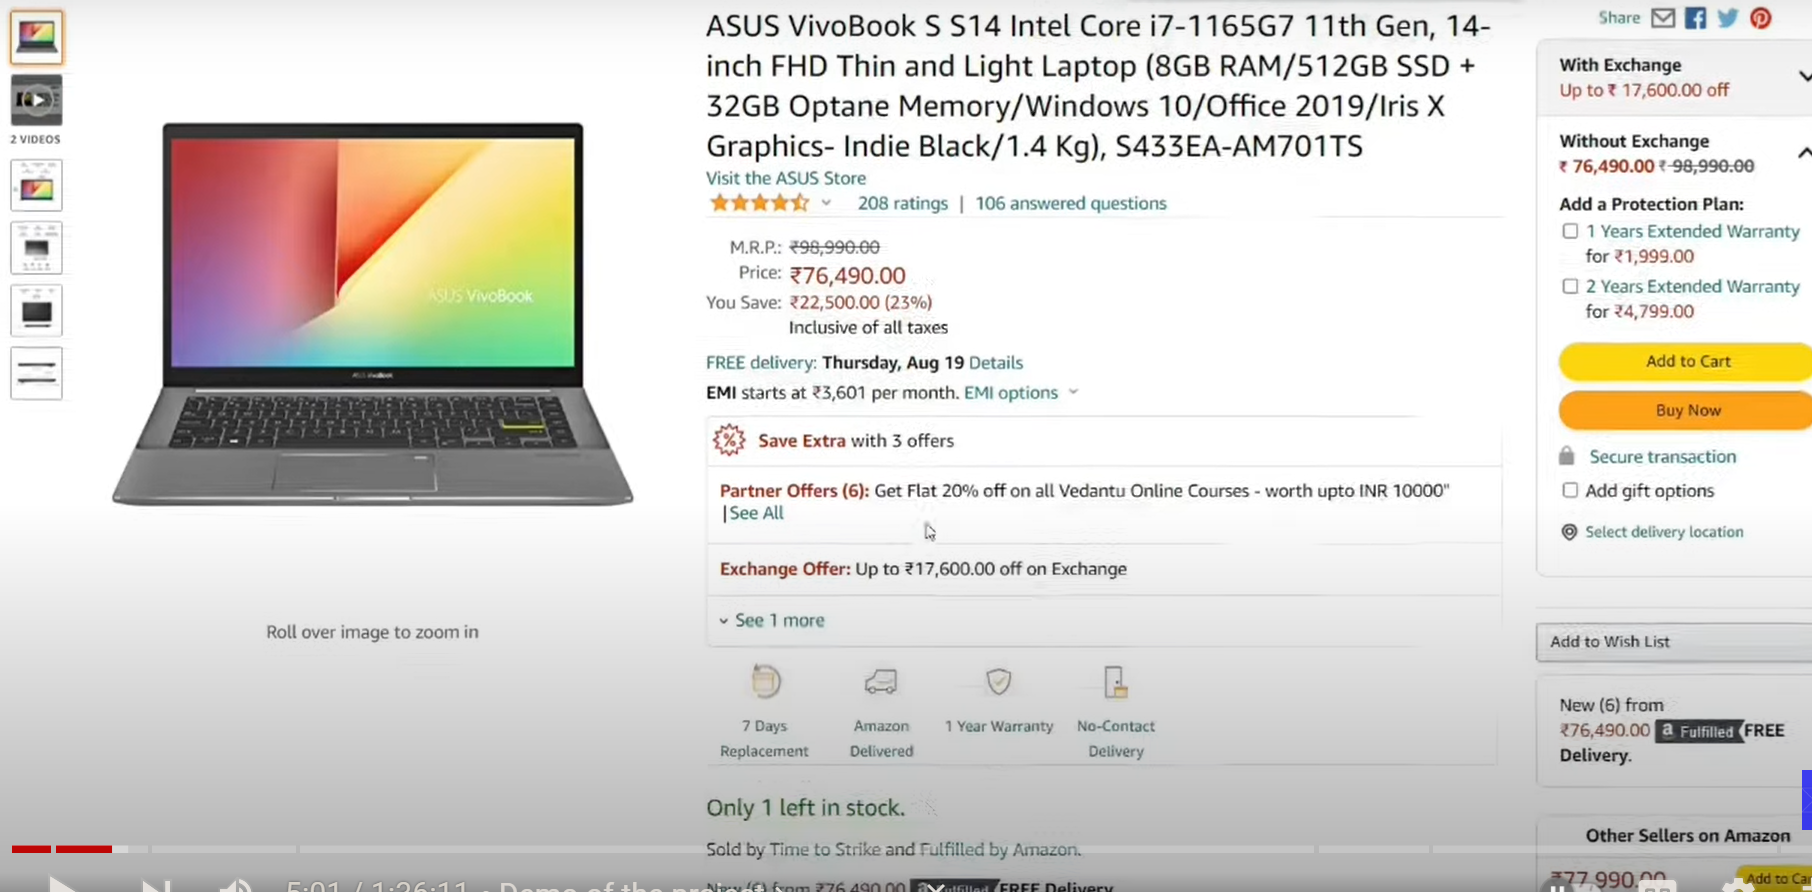 2 VIDEOS
ASUS VivoBook
Roll over image to zoom in
ASUS VivoBook S S14 Intel Core i7-1165G7 11th Gen, 14-
inch FHD Thin and Light Laptop (8GB RAM/512GB SSD +
32GB Optane Memory/Windows 10/Office 2019/Iris X
Graphics- Indie Black/1.4 Kg), S433EA-AM701TS
Visit the ASUS Store
208 ratings | 106 answered questions
M.R.P.: ₹98,990.00
Price: ₹76,490.00
You Save: ₹22,500.00 (23%)
Inclusive of all taxes
FREE delivery: Thursday, Aug 19 Details
EMI starts at ₹3,601 per month. EMI options
Save Extra with 3 offers
Partner Offers (6): Get Flat 20% off on all Vedantu Online Courses - worth upto INR 10000"
|See All
Exchange Offer: Up to ₹17,600.00 off on Exchange
See 1 more
7 Days
Replacement
Amazon
Delivered
1 Year Warranty
No-Contact
Delivery
Only 1 left in stock.
Sold by Time to Strike and Fulfilled by Amazon.
New (6) from ₹76,490.00 Fulfilled FREE Delivery
5:01 / 1:26:11 • Demo of the project
Share
With Exchange
Up to ₹ 17,600.00 off
Without Exchange
₹ 76,490.00 ₹ 98,990.00
Add a Protection Plan:
1 Years Extended Warranty
for ₹1,999.00
2 Years Extended Warranty
for ₹4,799.00
Add to Cart
Buy Now
Secure transaction
Add gift options
Select delivery location
Add to Wish List
New (6) from
₹76,490.00 a Fulfilled FREE
Delivery.
Other Sellers on Amazon
₹77,990.00 Add to Car